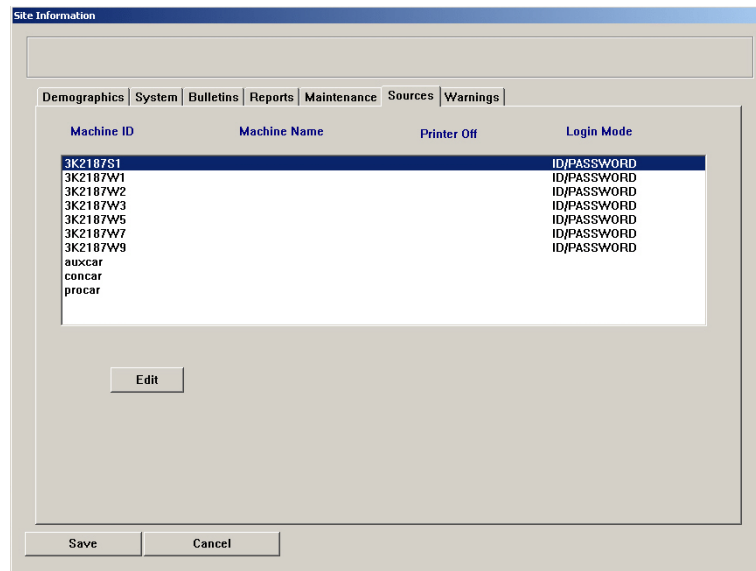 Site Information
Demographics System Bulletins Reports Maintenance Sources Warnings
Machine ID Machine Name Printer Off Login Mode
3K2187S1 ID/PASSWORD
3K2187W1 ID/PASSWORD
3K2187W2 ID/PASSWORD
3K2187W3 ID/PASSWORD
3K2187W5 ID/PASSWORD
3K2187W7 ID/PASSWORD
3K2187W9 ID/PASSWORD
auxcar
concar
procar
Edit
Save Cancel